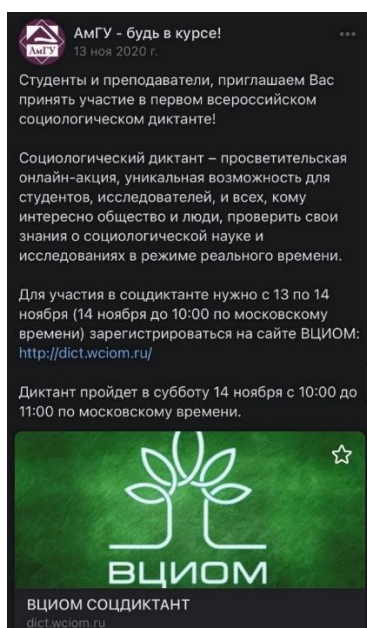 АмГУ - будь в курсе!
13 ноя 2020 г.
АмГУ
Студенты и преподаватели, приглашаем Вас
принять участие в первом всероссийском
социологическом диктанте!
Социологический диктант – просветительская
онлайн-акция, уникальная возможность для
студентов, исследователей, и всех, кому
интересно общество и люди, проверить свои
знания о социологической науке и
исследованиях в режиме реального времени.
Для участия в соцдиктанте нужно с 13 по 14
ноября (14 ноября до 10:00 по московскому
времени) зарегистрироваться на сайте ВЦИОМ:
http://dict.wciom.ru/
Диктант пройдет в субботу 14 ноября с 10:00 до
11:00 по московскому времени.
ВЦИОМ
ВЦИОМ СОЦДИКТАНТ
dict.wciom.ru